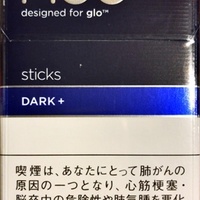 designed for glo™
sticks
DARK +
喫煙は、あなたにとって肺がんの
原因の一つとなり、心筋梗塞・
脳卒中の危険性や肺気腫を悪化